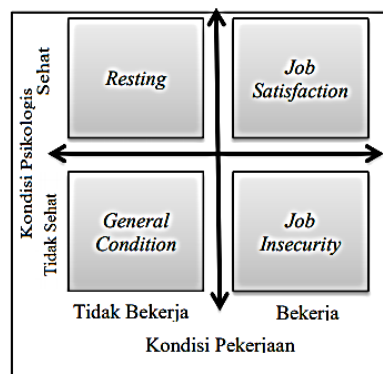 Kondisi Psikologis
Sehat
Tidak Sehat
Resting
Job
Satisfaction
General
Condition
Job
Insecurity
Tidak Bekerja
Bekerja
Kondisi Pekerjaan